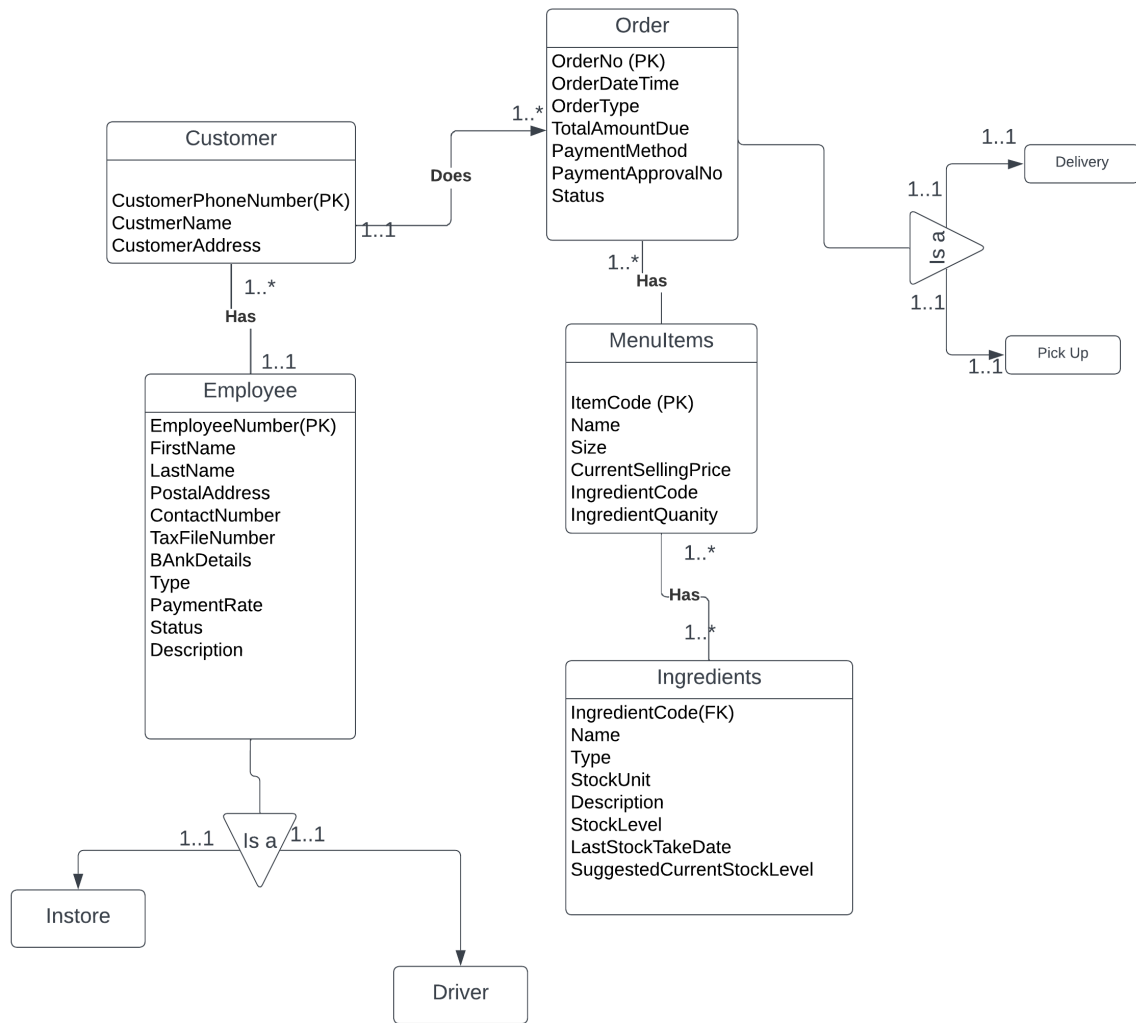 Order
OrderNo (PK)
OrderDateTime
OrderType
TotalAmountDue
PaymentMethod
PaymentApprovalNo
Status
1..*
Customer
CustomerPhoneNumber(PK)
CustmerName
CustomerAddress
Does
1..1
1..1
Delivery
1..1
Is a
1..1
1..1
Pick Up
1..*
Has
1..*
Has
1..1
MenuItems
ItemCode (PK)
Name
Size
CurrentSellingPrice
IngredientCode
IngredientQuanity
Employee
EmployeeNumber(PK)
FirstName
LastName
PostalAddress
ContactNumber
TaxFileNumber
BAnkDetails
Type
PaymentRate
Status
Description
1..*
Has
1..*
Ingredients
IngredientCode(FK)
Name
Type
StockUnit
Description
StockLevel
LastStockTakeDate
SuggestedCurrentStockLevel
1..1
Is a
1..1
Instore
Driver